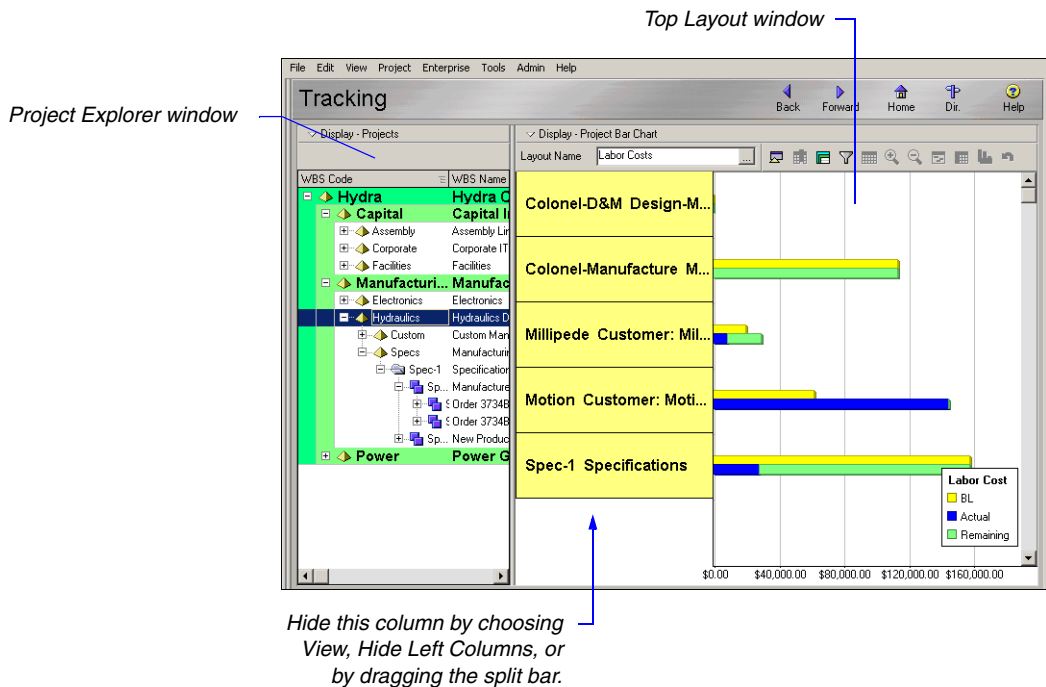 Top Layout window
File Edit View Project Enterprise Tools Admin Help
Tracking
Back Forward Home Dir. Help
Project Explorer window
Display - Projects
Display - Project Bar Chart
Layout Name Labor Costs ...
WBS Code WBS Name
Hydra Hydra C
Capital Capital I
Assembly Assembly Lin
Corporate Corporate IT
Facilities Facilities
Manufacturi... Manufac
Electronics Electronics
Hydraulics Hydraulics D
Custom Custom Man
Specs Manufacturin
Spec-1 Specification
Sp... Manufacture
Order 3734B
Order 3734B
Sp... New Produc
Power Power G
Colonel-D&M Design-M...
Colonel-Manufacture M...
Millipede Customer: Mil...
Motion Customer: Moti...
Spec-1 Specifications
Labor Cost
BL
Actual
Remaining
$0.00 $40,000.00 $80,000.00 $120,000.00 $160,000.00
Hide this column by choosing
View, Hide Left Columns, or
by dragging the split bar.